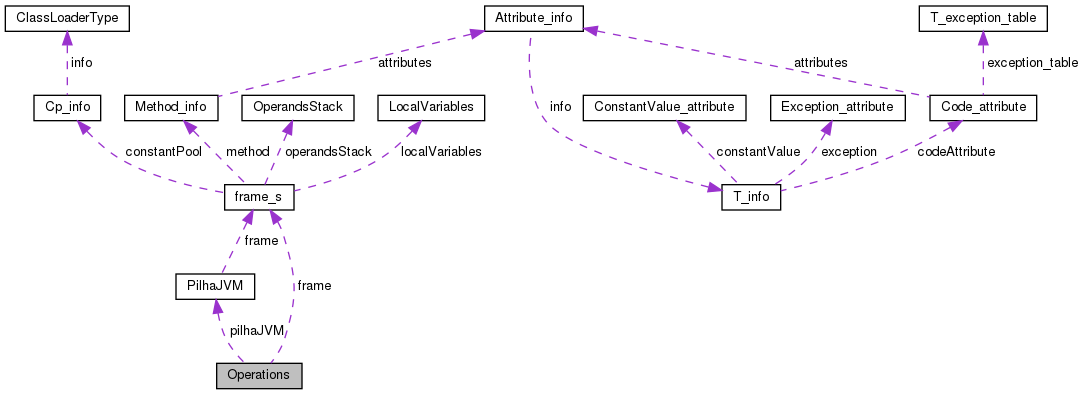 ClassLoaderType
Attribute_info
T_exception_table
info
attributes
attributes
exception_table
Cp_info
Method_info
OperandsStack
LocalVariables
info
ConstantValue_attribute
Exception_attribute
Code_attribute
constantPool
method
operandsStack
localVariables
constantValue
exception
codeAttribute
frame_s
T_info
frame
PilhaJVM
frame
pilhaJVM
Operations